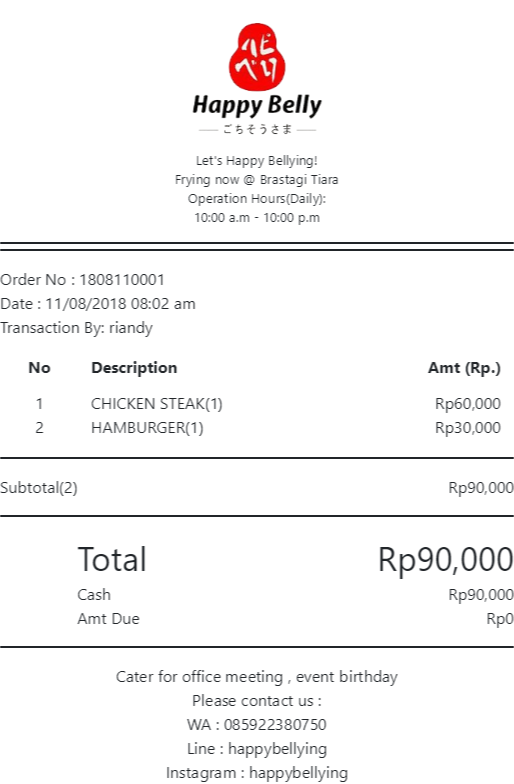 ハピ
べり
Happy Belly
ごちそうさま
Let's Happy Bellying!
Frying now @ Brastagi Tiara
Operation Hours(Daily):
10:00 a.m - 10:00 p.m
Order No : 1808110001
Date : 11/08/2018 08:02 am
Transaction By: riandy
No Description Amt (Rp.)
1 CHICKEN STEAK(1) Rp60,000
2 HAMBURGER(1) Rp30,000
Subtotal(2) Rp90,000
Total Rp90,000
Cash Rp90,000
Amt Due Rp0
Cater for office meeting , event birthday
Please contact us :
WA : 085922380750
Line : happybellying
Instagram : happybellying